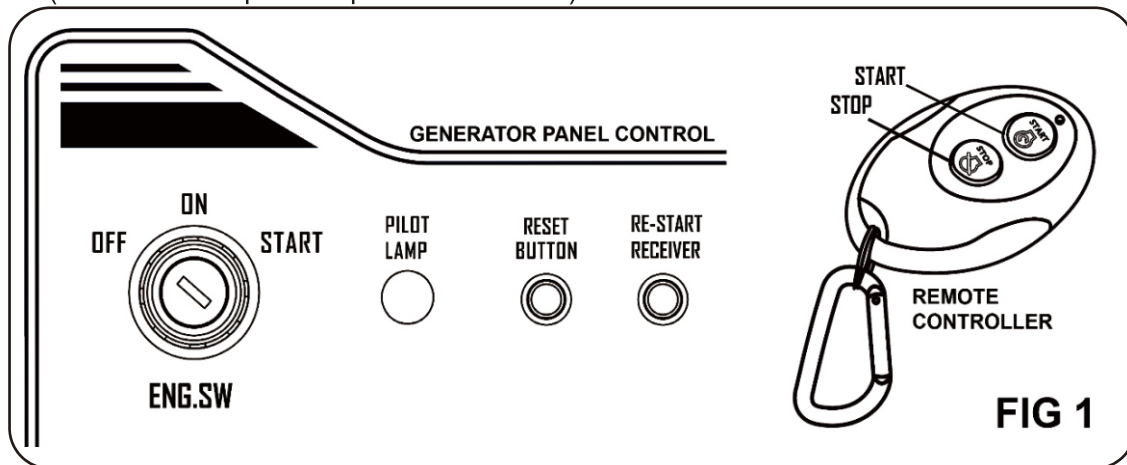 GENERATOR PANEL CONTROL
OFF
ON
START
ENG.SW
PILOT
LAMP
RESET
BUTTON
RE-START
RECEIVER
START
STOP
START
STOP
REMOTE
CONTROLLER
FIG 1